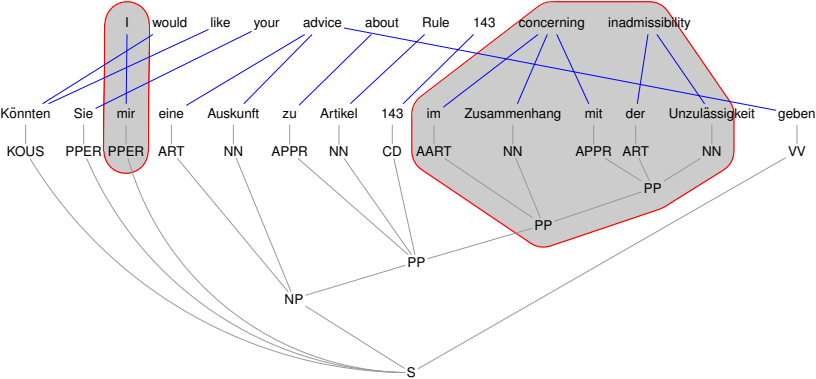 I would like your advice about Rule 143 concerning inadmissibility
Könnten Sie mir eine Auskunft zu Artikel 143 im Zusammenhang mit der Unzulässigkeit geben
KOUS PPER PPER ART NN APPR NN CD AART NN APPR ART NN VV
PP
PP
PP
NP
S